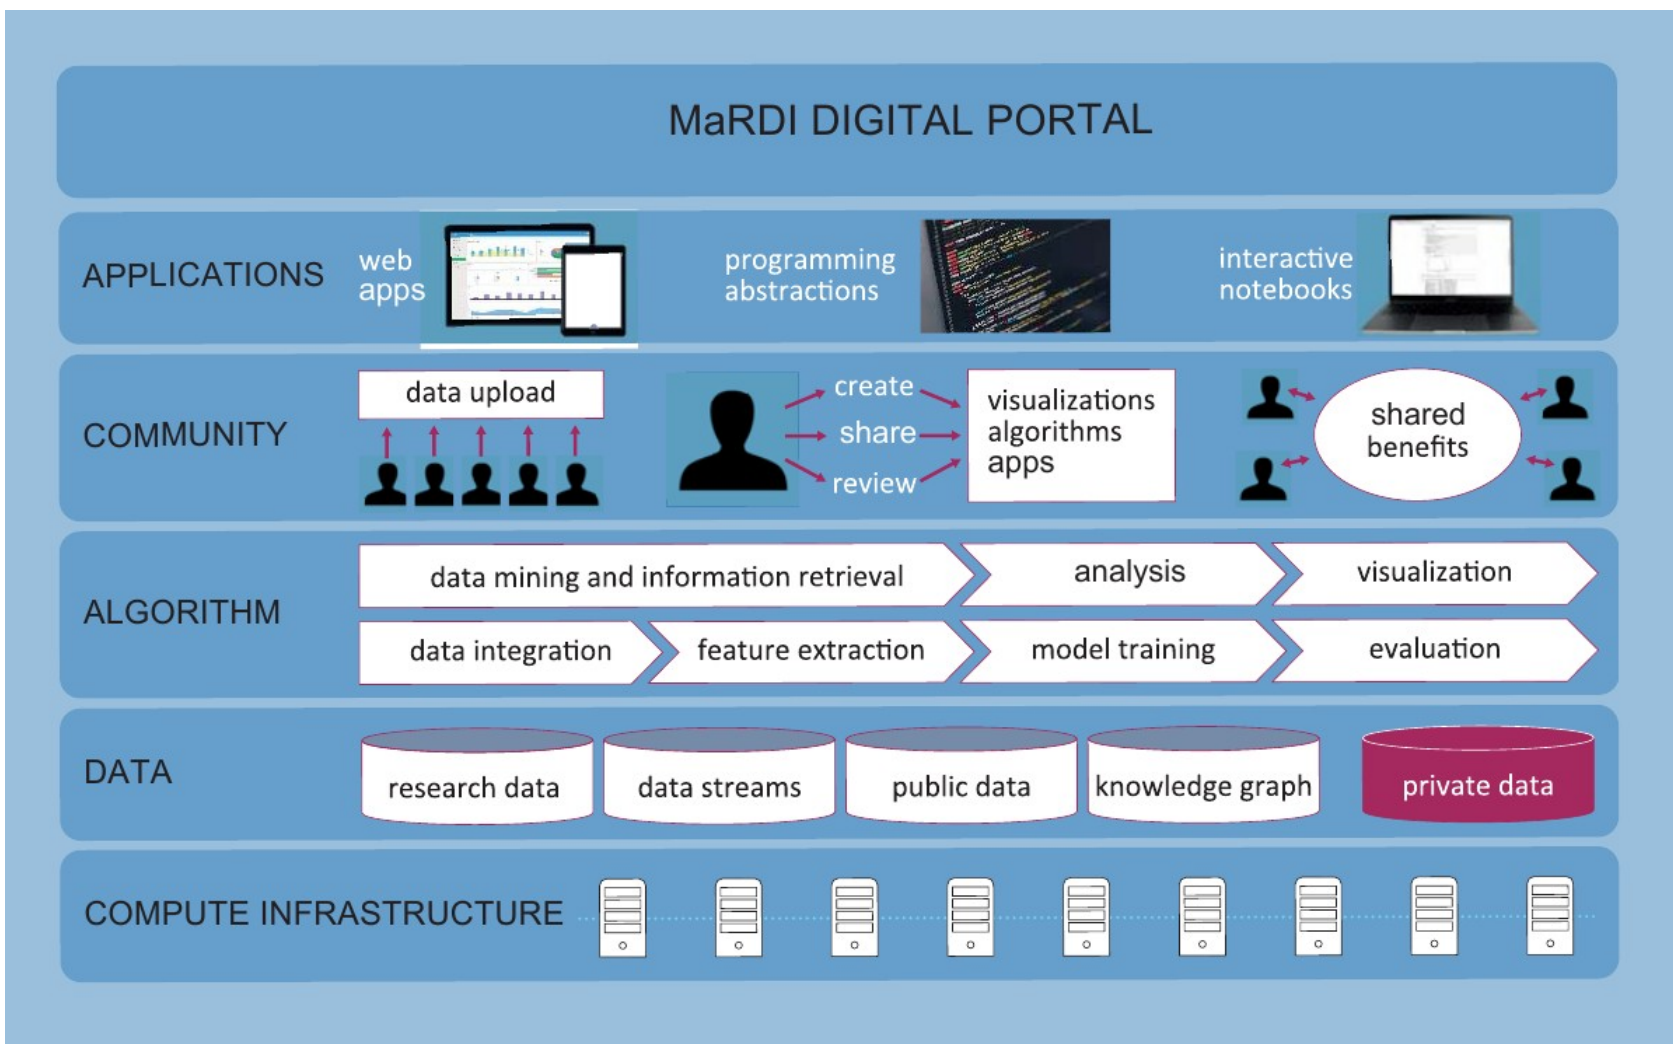 MaRDI DIGITAL PORTAL
APPLICATIONS
web
apps
programming
abstractions
interactive
notebooks
COMMUNITY
data upload
create
share
review
visualizations
algorithms
apps
shared
benefits
ALGORITHM
data mining and information retrieval
analysis
visualization
data integration
feature extraction
model training
evaluation
DATA
research data
data streams
public data
knowledge graph
private data
COMPUTE INFRASTRUCTURE